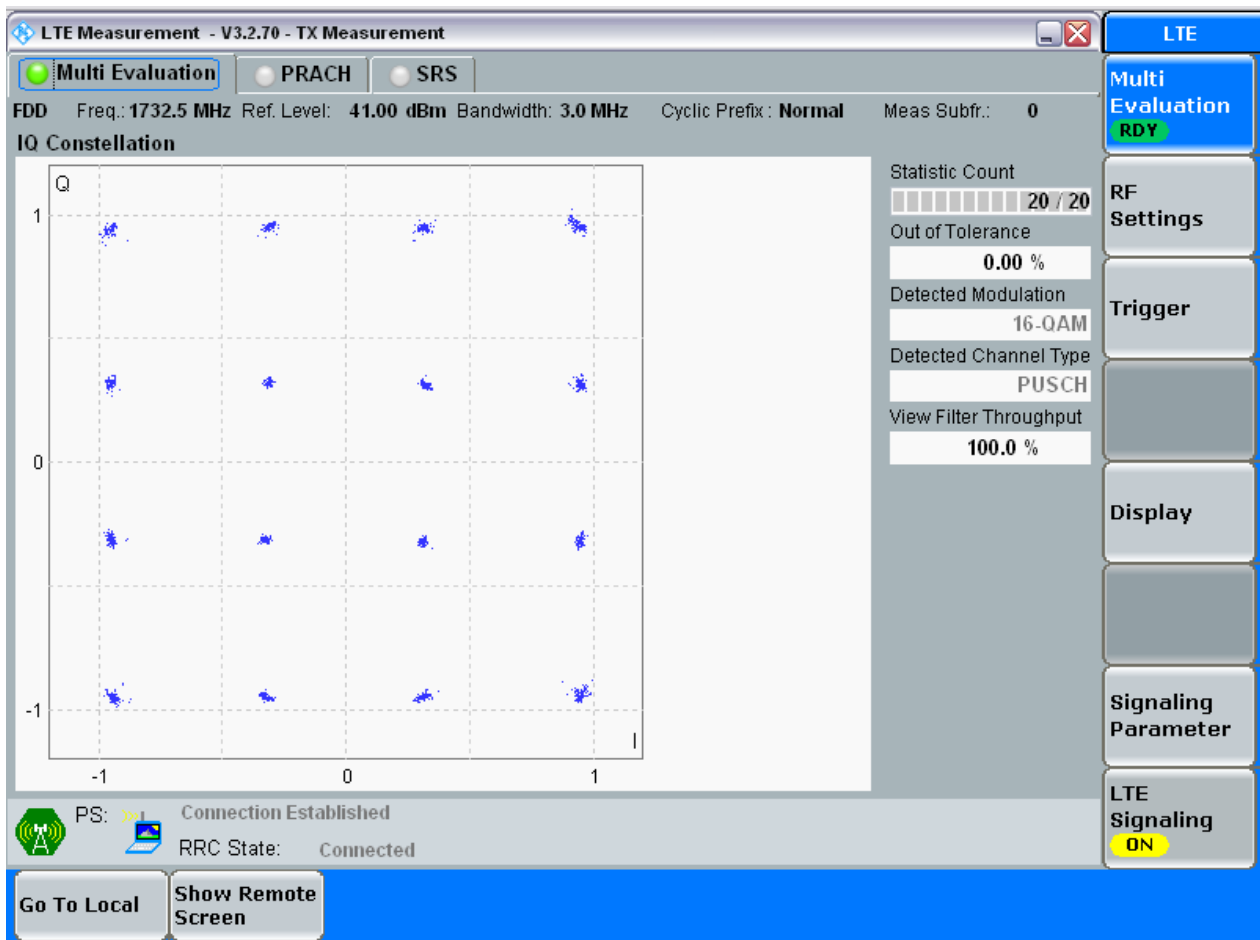 LTE Measurement - V3.2.70 - TX Measurement
LTE
Multi Evaluation PRACH SRS
FDD Freq.: 1732.5 MHz Ref. Level: 41.00 dBm Bandwidth: 3.0 MHz Cyclic Prefix : Normal Meas Subfr.: 0
IQ Constellation
Q
1
0
-1
I
-1 0 1
Statistic Count
20 / 20
Out of Tolerance
0.00 %
Detected Modulation
16-QAM
Detected Channel Type
PUSCH
View Filter Throughput
100.0 %
Multi
Evaluation
RDY
RF
Settings
Trigger
Display
Signaling
Parameter
LTE
Signaling
ON
PS: Connection Established
RRC State: Connected
Go To Local
Show Remote
Screen